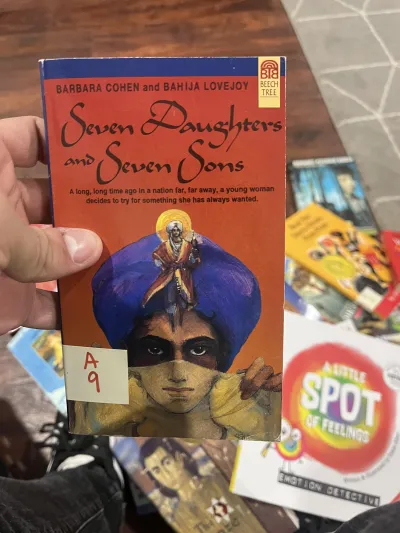 BARBARA COHEN and BAHIJA LOVEJOY
BEECH
TREE
Seven Daughters
and Seven Sons
A long, long time ago in a nation far, far away, a young woman
decides to try for something she has always wanted.
A
9
A LITTLE
SPOT
OF FEELINGS
EMOTION DETECTIVE